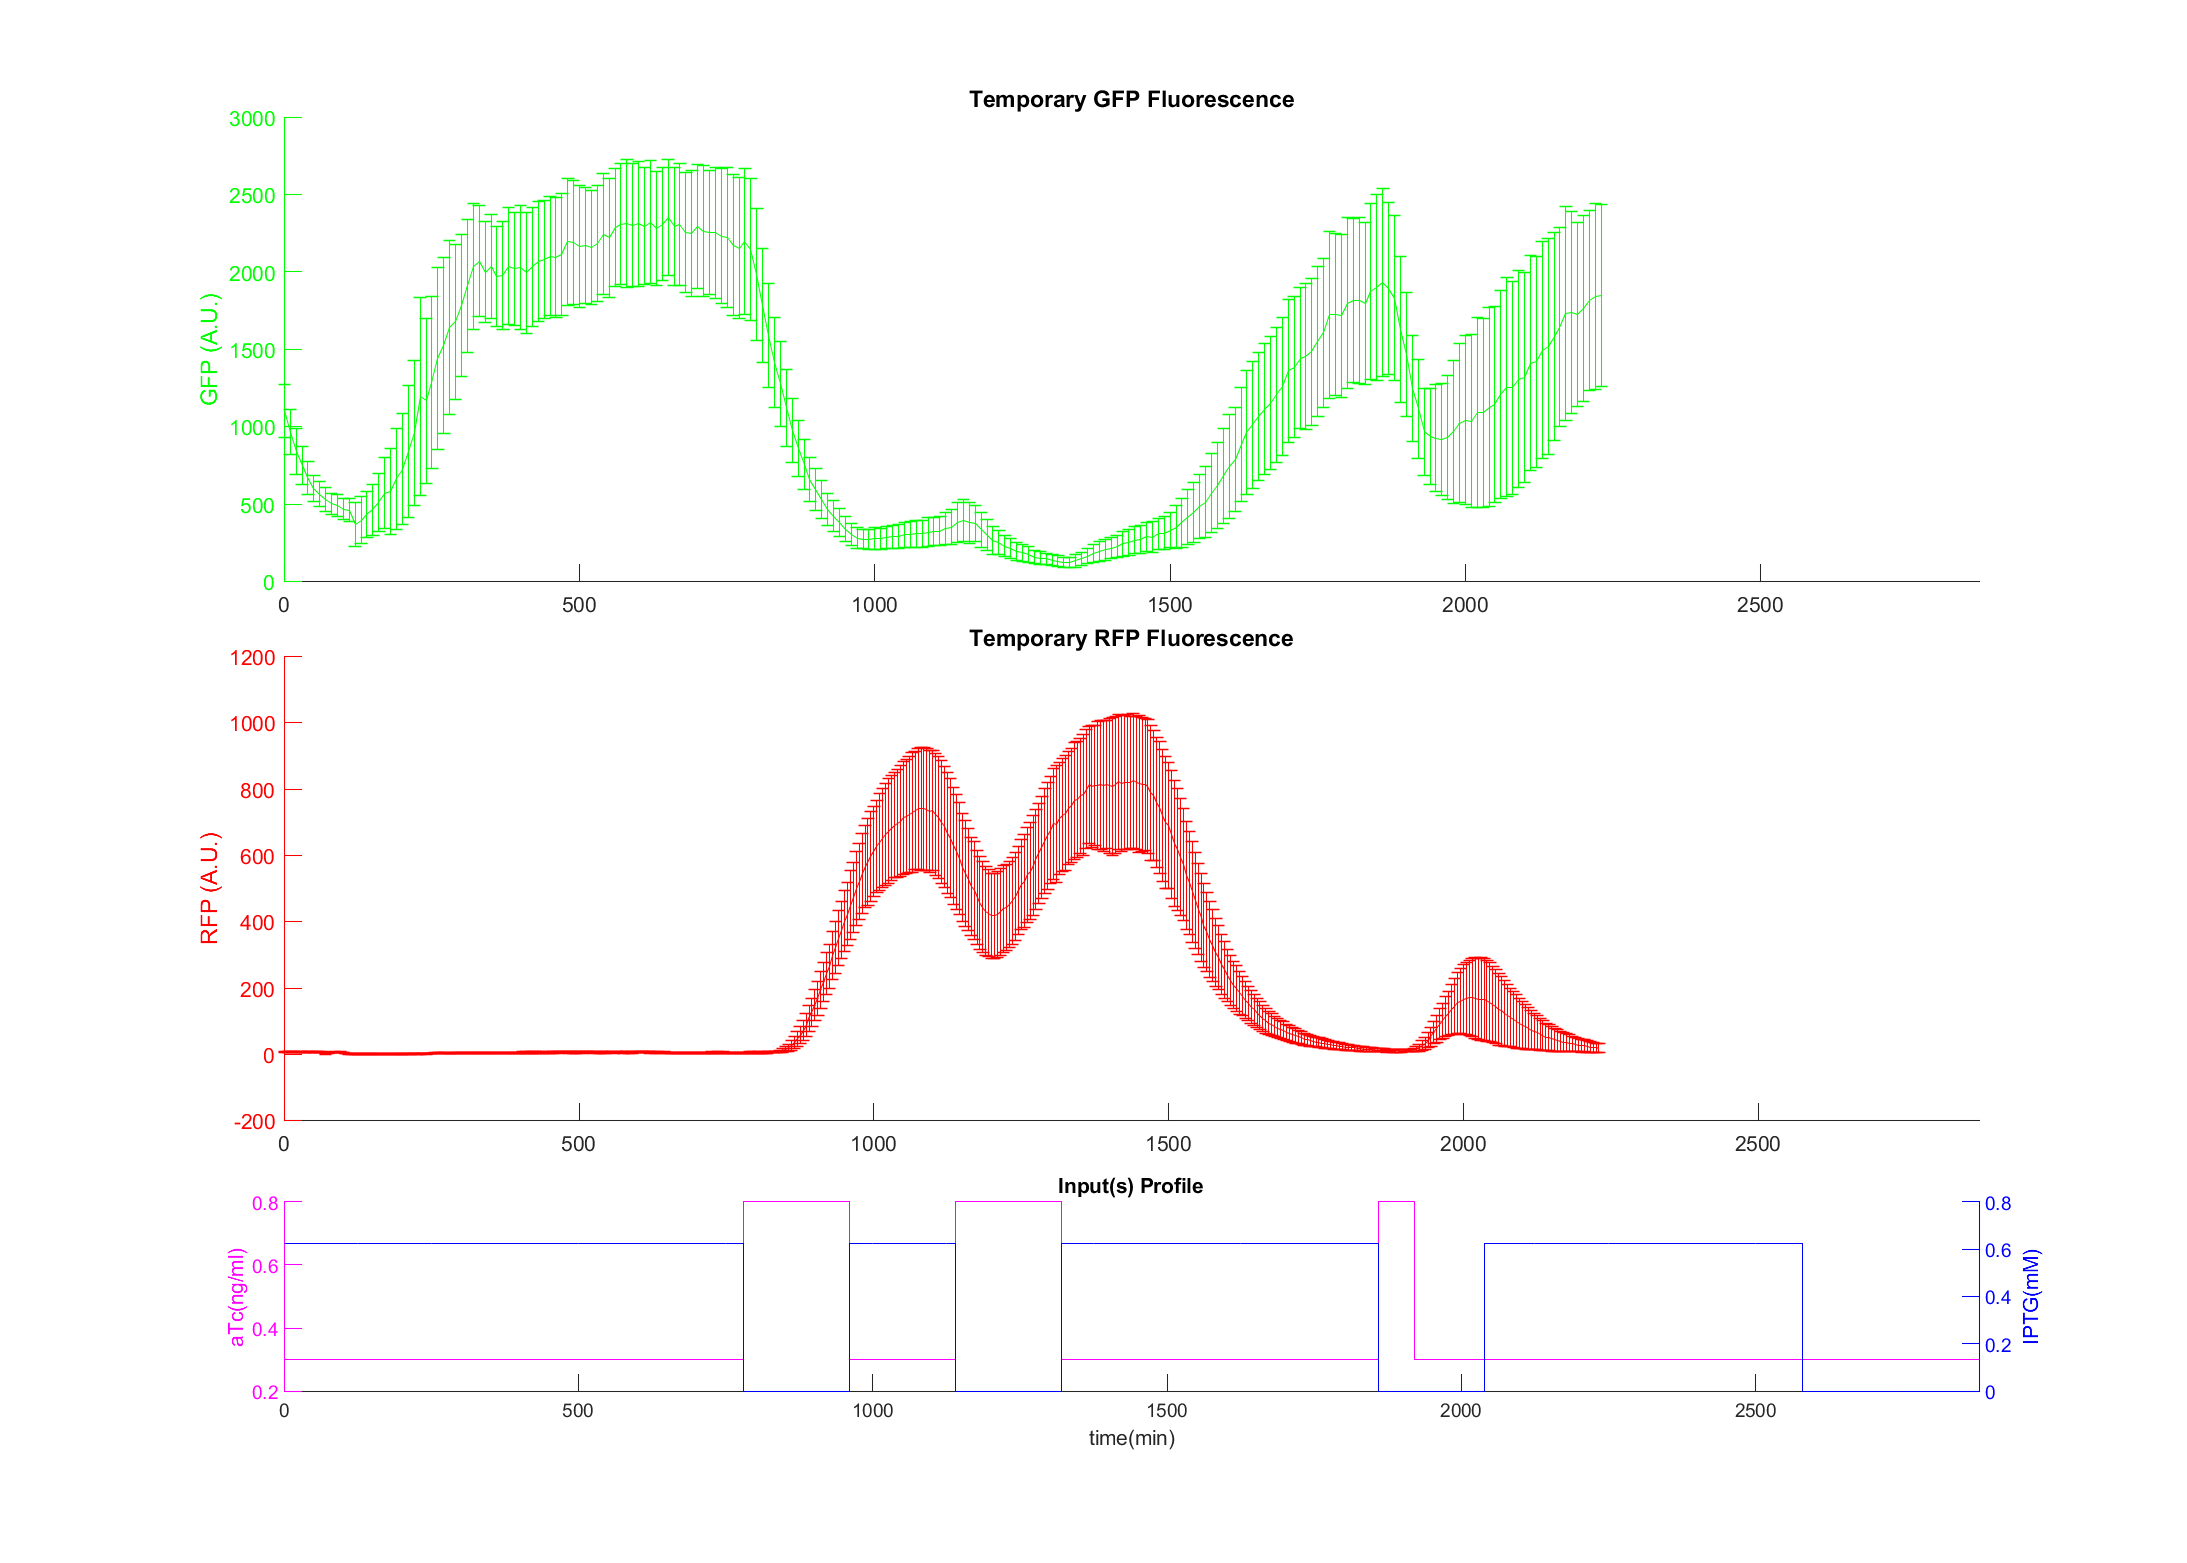 Temporary GFP Fluorescence
3000
2500
2000
1500
1000
500
0
GFP (A.U.)
0 500 1000 1500 2000 2500
Temporary RFP Fluorescence
1200
1000
800
600
400
200
0
-200
RFP (A.U.)
0 500 1000 1500 2000 2500
Input(s) Profile
0.8
0.6
0.4
0.2
aTc(ng/ml)
0.8
0.6
0.4
0.2
0
IPTG(mM)
0 500 1000 1500 2000 2500
time(min)